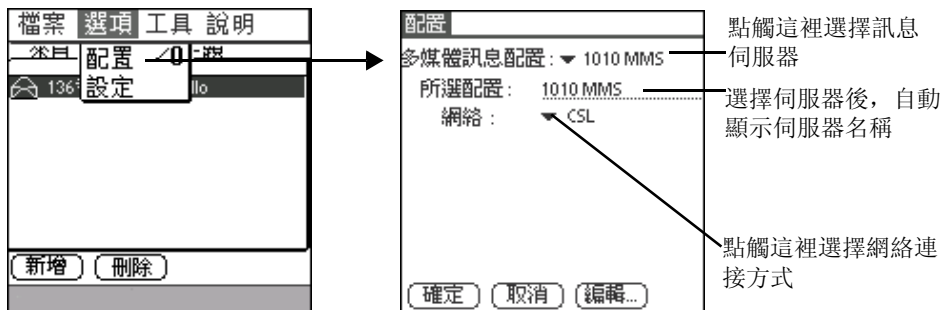 檔案 選項 工具 說明
配置 ╱O
136
設定
llo
新增 刪除
配置
多媒體訊息配置：1010 MMS
所選配置：1010 MMS
網絡：CSL
確定 取消 編輯...
點觸這裡選擇訊息
伺服器
選擇伺服器後，自動
顯示伺服器名稱
點觸這裡選擇網絡連
接方式